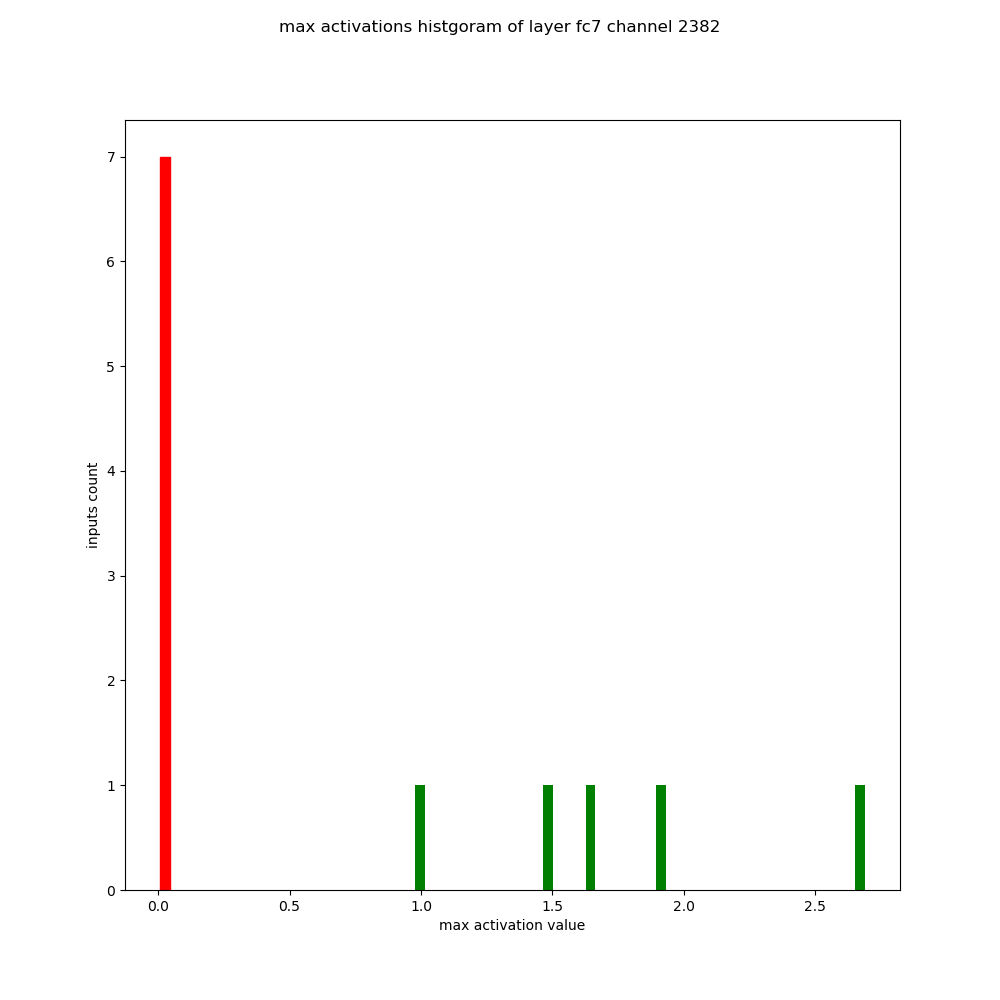 max activations histgoram of layer fc7 channel 2382
7
6
5
4
3
2
1
0
inputs count
0.0 0.5 1.0 1.5 2.0 2.5
max activation value